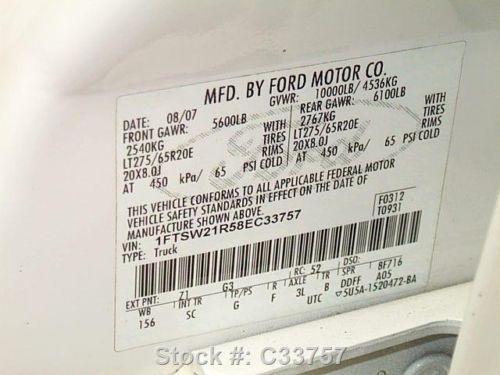 MFD. BY FORD MOTOR CO.
DATE: 08/07 GVWR: 10000LB/ 4536KG
FRONT GAWR: 5600LB REAR GAWR: 6100LB
2540KG WITH 2767KG WITH
LT275/65R20E TIRES LT275/65R20E TIRES
20X8.0J RIMS 20X8.0J RIMS
AT 450 kPa/ 65 PSI COLD AT 450 kPa/ 65 PSI COLD
THIS VEHICLE CONFORMS TO ALL APPLICABLE FEDERAL MOTOR
VEHICLE SAFETY STANDARDS IN EFFECT ON THE DATE OF
MANUFACTURE SHOWN ABOVE.
VIN: 1FTSW21R58EC33757 F0312
TYPE: Truck T0931
EXT PNT: Z1 G3 RC: 52 DSO:
WB INT TR TP/PS R AXLE TR SPR BF716
156 SC G F 3L B DDFF A05
UTC ▽5U5A-1520472-BA
Stock #: C33757